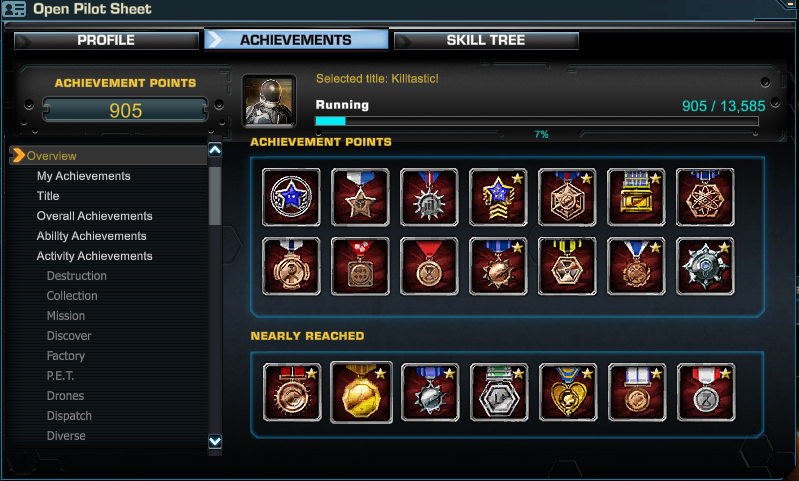 Open Pilot Sheet
PROFILE
ACHIEVEMENTS
SKILL TREE
ACHIEVEMENT POINTS
905
Selected title: Killtastic!
Running
905 / 13,585
7%
Overview
My Achievements
Title
Overall Achievements
Ability Achievements
Activity Achievements
Destruction
Collection
Mission
Discover
Factory
P.E.T.
Drones
Dispatch
Diverse
ACHIEVEMENT POINTS
NEARLY REACHED